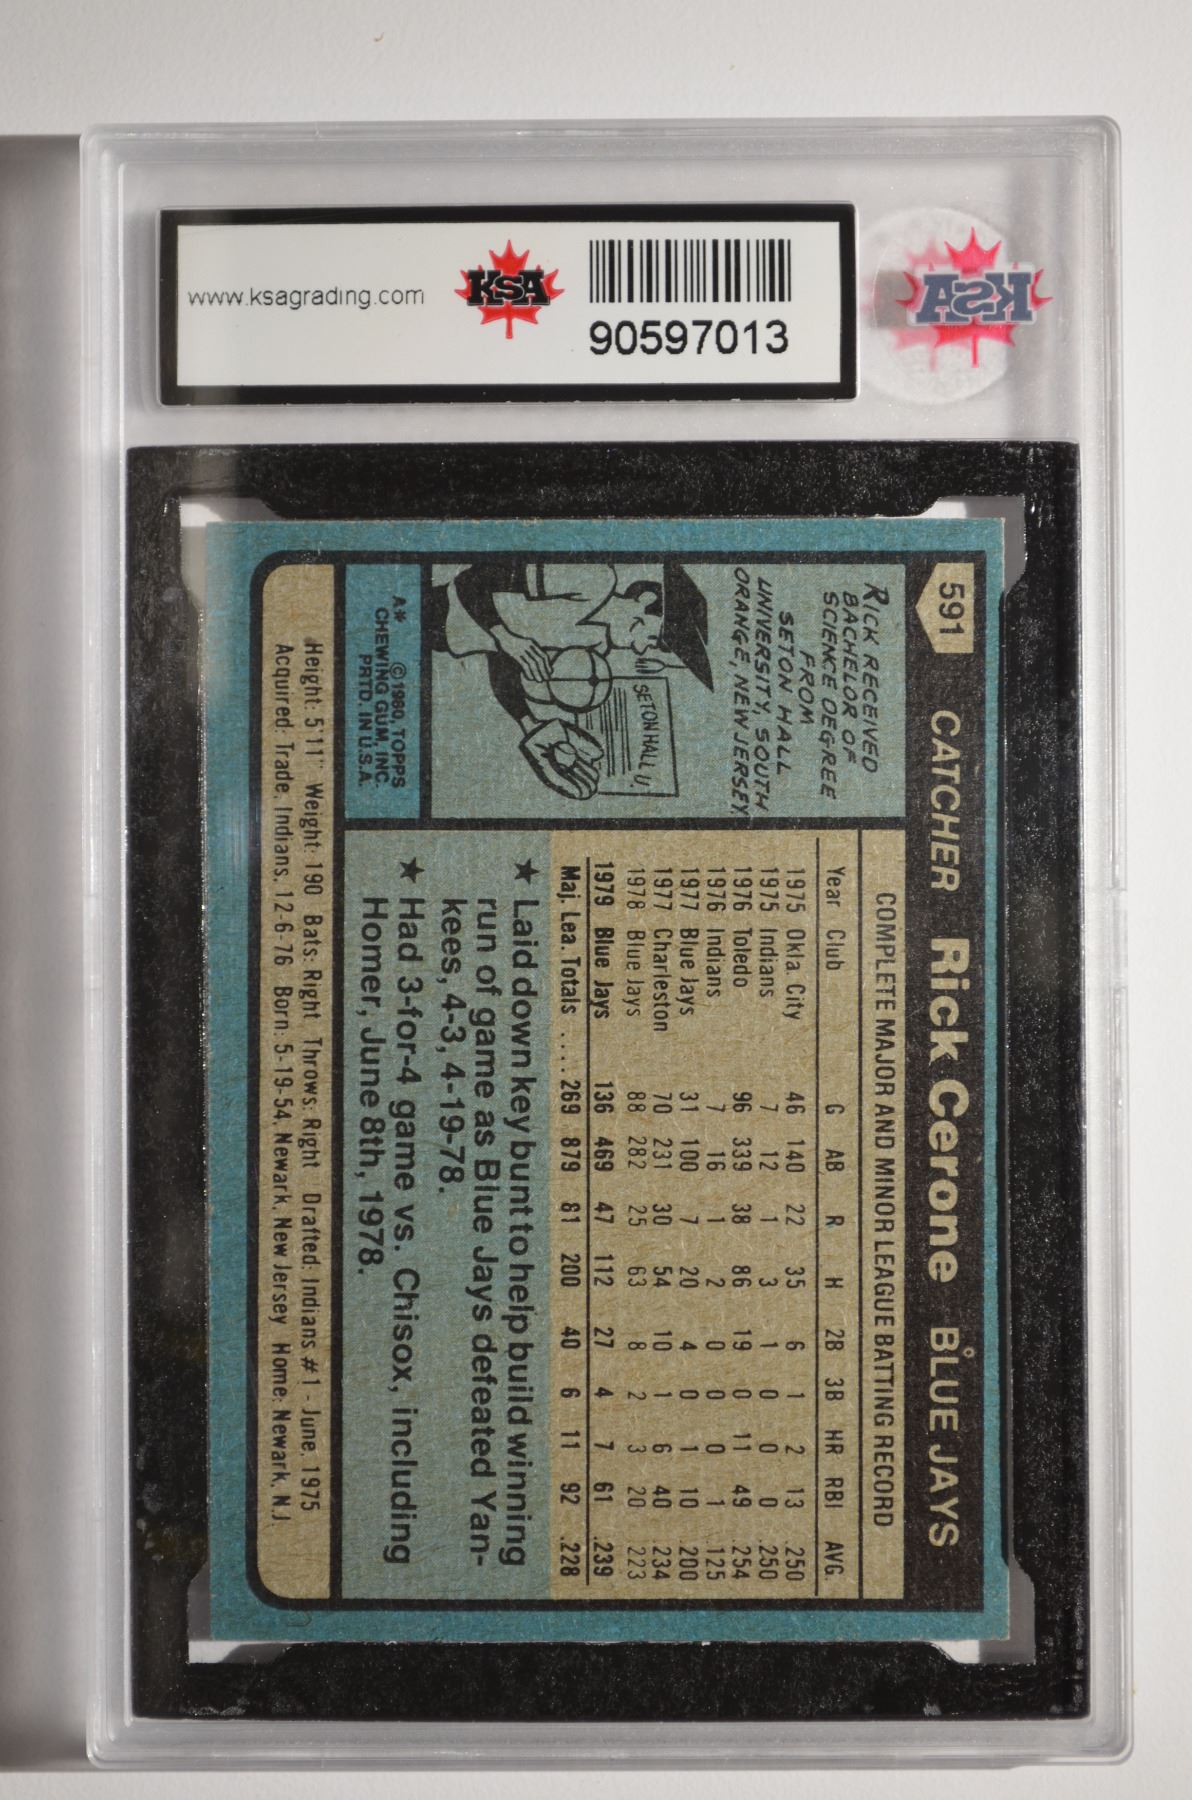 www.ksagrading.com
KSA
90597013
KSA
591 CATCHER Rick Cerone BLUE JAYS
RICK RECEIVED
BACHELOR OF
SCIENCE DEGREE
FROM
SETON HALL
UNIVERSITY, SOUTH
ORANGE, NEW JERSEY.
SETON HALL U.
A* ©1980, TOPPS
CHEWING GUM, INC.
PRTD. IN U.S.A.
COMPLETE MAJOR AND MINOR LEAGUE BATTING RECORD
Year Club G AB R H 2B 3B HR RBI AVG.
1975 Okla. City 46 140 22 35 6 1 2 13 .250
1975 Indians 7 12 1 3 1 0 0 0 .250
1976 Toledo 96 339 38 86 19 0 11 49 .254
1976 Indians 7 16 1 2 0 0 0 1 .125
1977 Blue Jays 31 100 7 20 4 0 1 10 .200
1977 Charleston 70 231 30 54 10 1 6 40 .234
1978 Blue Jays 88 282 25 63 8 2 3 20 .223
1979 Blue Jays 136 469 47 112 27 4 7 61 .239
Maj. Lea. Totals .... 269 879 81 200 40 6 11 92 .228
★ Laid down key bunt to help build winning
run of game as Blue Jays defeated Yan-
kees, 4-3, 4-19-78.
★ Had 3-for-4 game vs. Chisox, including
Homer, June 8th, 1978.
Height: 5'11" Weight: 190 Bats: Right Throws: Right Drafted: Indians #1 - June, 1975
Acquired: Trade, Indians, 12-6-76 Born: 5-19-54, Newark, New Jersey Home: Newark, N.J.